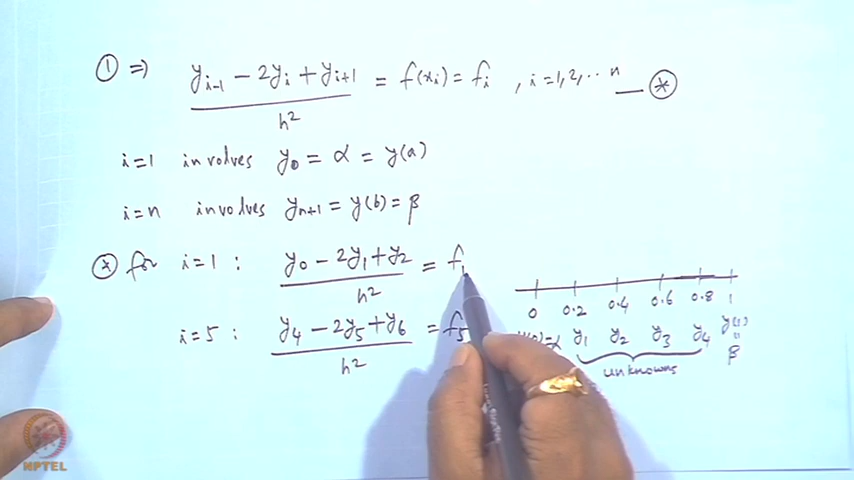 ① ⇒ y_{i-1} - 2y_i + y_{i+1} / h² = f(x_i) = f_i , i=1,2,.. n — ⊛
i=1 involves y_0 = α = y(a)
i=n involves y_{n+1} = y(b) = β
⊛ for i=1 : y_0 - 2y_1 + y_2 / h² = f_1
i=5 : y_4 - 2y_5 + y_6 / h² = f_5
0 0.2 0.4 0.6 0.8 1
(0)=α y_1 y_2 y_3 y_4 y(1)
unknowns
"
β
NPTEL